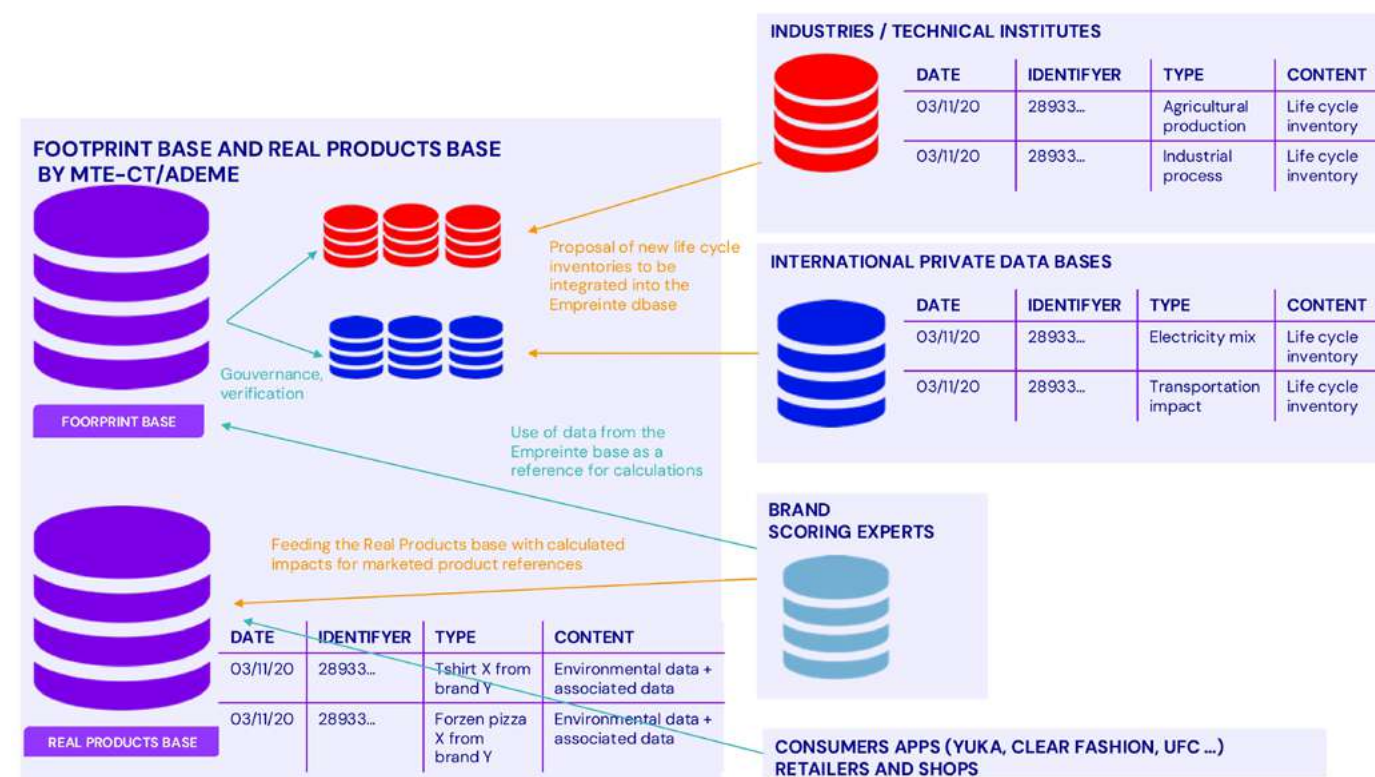 INDUSTRIES / TECHNICAL INSTITUTES
DATE IDENTIFYER TYPE CONTENT
03/11/20 28933... Agricultural production Life cycle inventory
03/11/20 28933... Industrial process Life cycle inventory
FOOTPRINT BASE AND REAL PRODUCTS BASE
BY MTE-CT/ADEME
Proposal of new life cycle
inventories to be
integrated into the
Empreinte dbase
Gouvernance,
verification
FOORPRINT BASE
INTERNATIONAL PRIVATE DATA BASES
DATE IDENTIFYER TYPE CONTENT
03/11/20 28933... Electricity mix Life cycle inventory
03/11/20 28933... Transportation impact Life cycle inventory
Use of data from the
Empreinte base as a
reference for calculations
BRAND
SCORING EXPERTS
Feeding the Real Products base with calculated
impacts for marketed product references
DATE IDENTIFYER TYPE CONTENT
03/11/20 28933... Tshirt X from brand Y Environmental data + associated data
03/11/20 28933... Forzen pizza X from brand Y Environmental data + associated data
REAL PRODUCTS BASE
CONSUMERS APPS (YUKA, CLEAR FASHION, UFC ...)
RETAILERS AND SHOPS